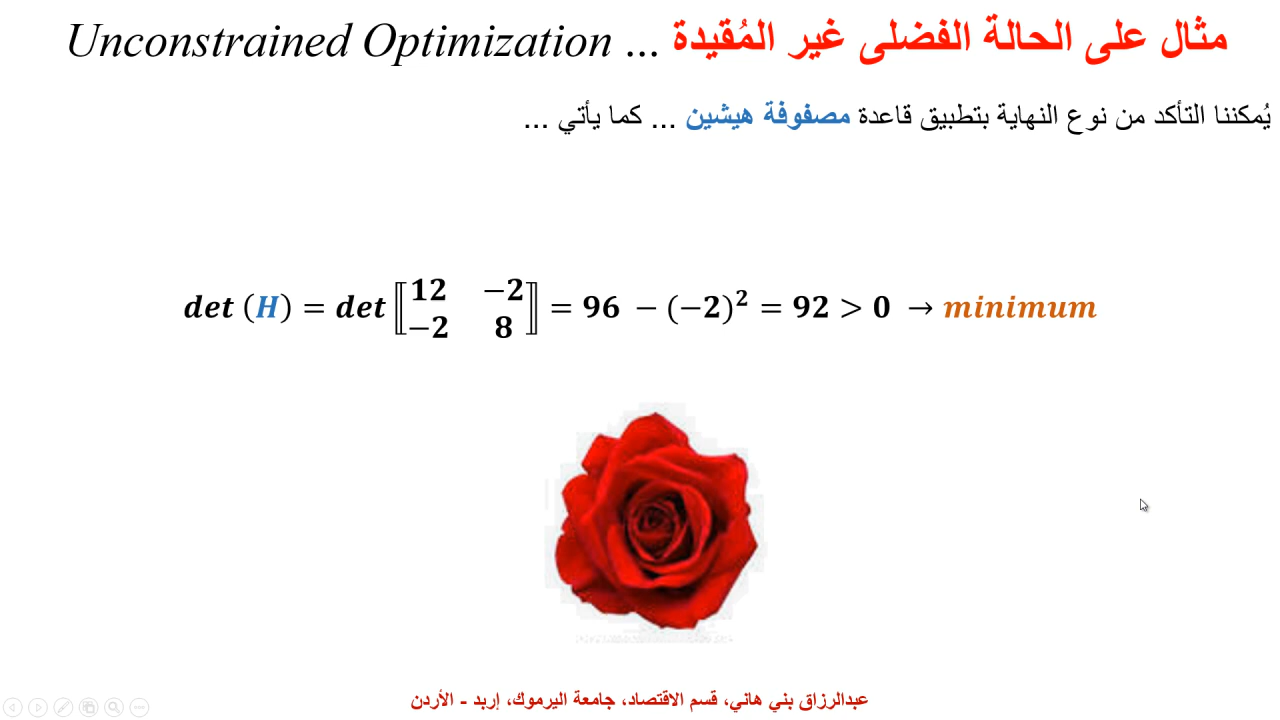 مثال على الحالة الفضلى غير المُقيدة ... Unconstrained Optimization
يُمكننا التأكد من نوع النهاية بتطبيق قاعدة مصفوفة هيشين ... كما يأتي ...
det (H) = det ⟦12 −2 −2 8⟧ = 96 − (−2)² = 92 > 0 → minimum
عبدالرزاق بني هاني، قسم الاقتصاد، جامعة اليرموك، إربد - الأردن